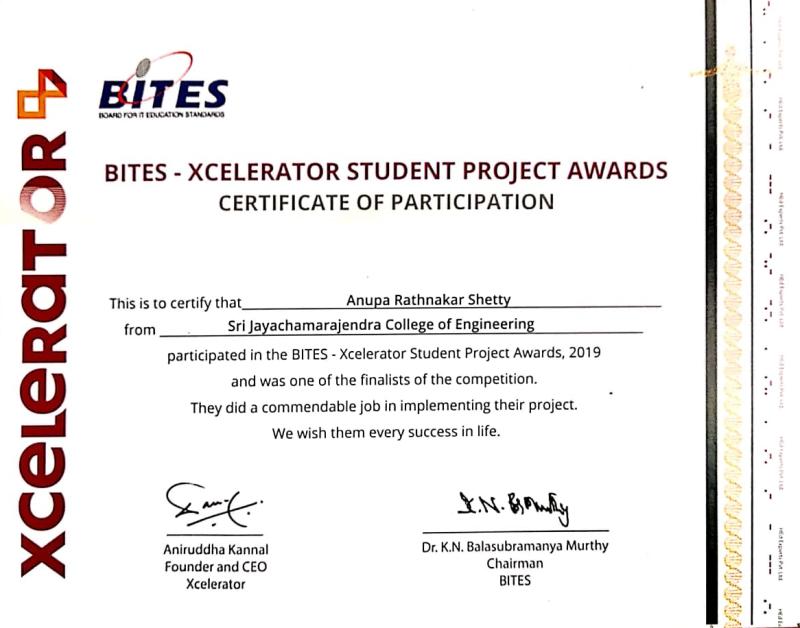 XCELERATOR
BITES
BOARD FOR IT EDUCATION STANDARDS
BITES - XCELERATOR STUDENT PROJECT AWARDS
CERTIFICATE OF PARTICIPATION
This is to certify that Anupa Rathnakar Shetty
from Sri Jayachamarajendra College of Engineering
participated in the BITES - Xcelerator Student Project Awards, 2019
and was one of the finalists of the competition.
They did a commendable job in implementing their project.
We wish them every success in life.
Aniruddha Kannal
Founder and CEO
Xcelerator
K.N. B
Dr. K.N. Balasubramanya Murthy
Chairman
BITES